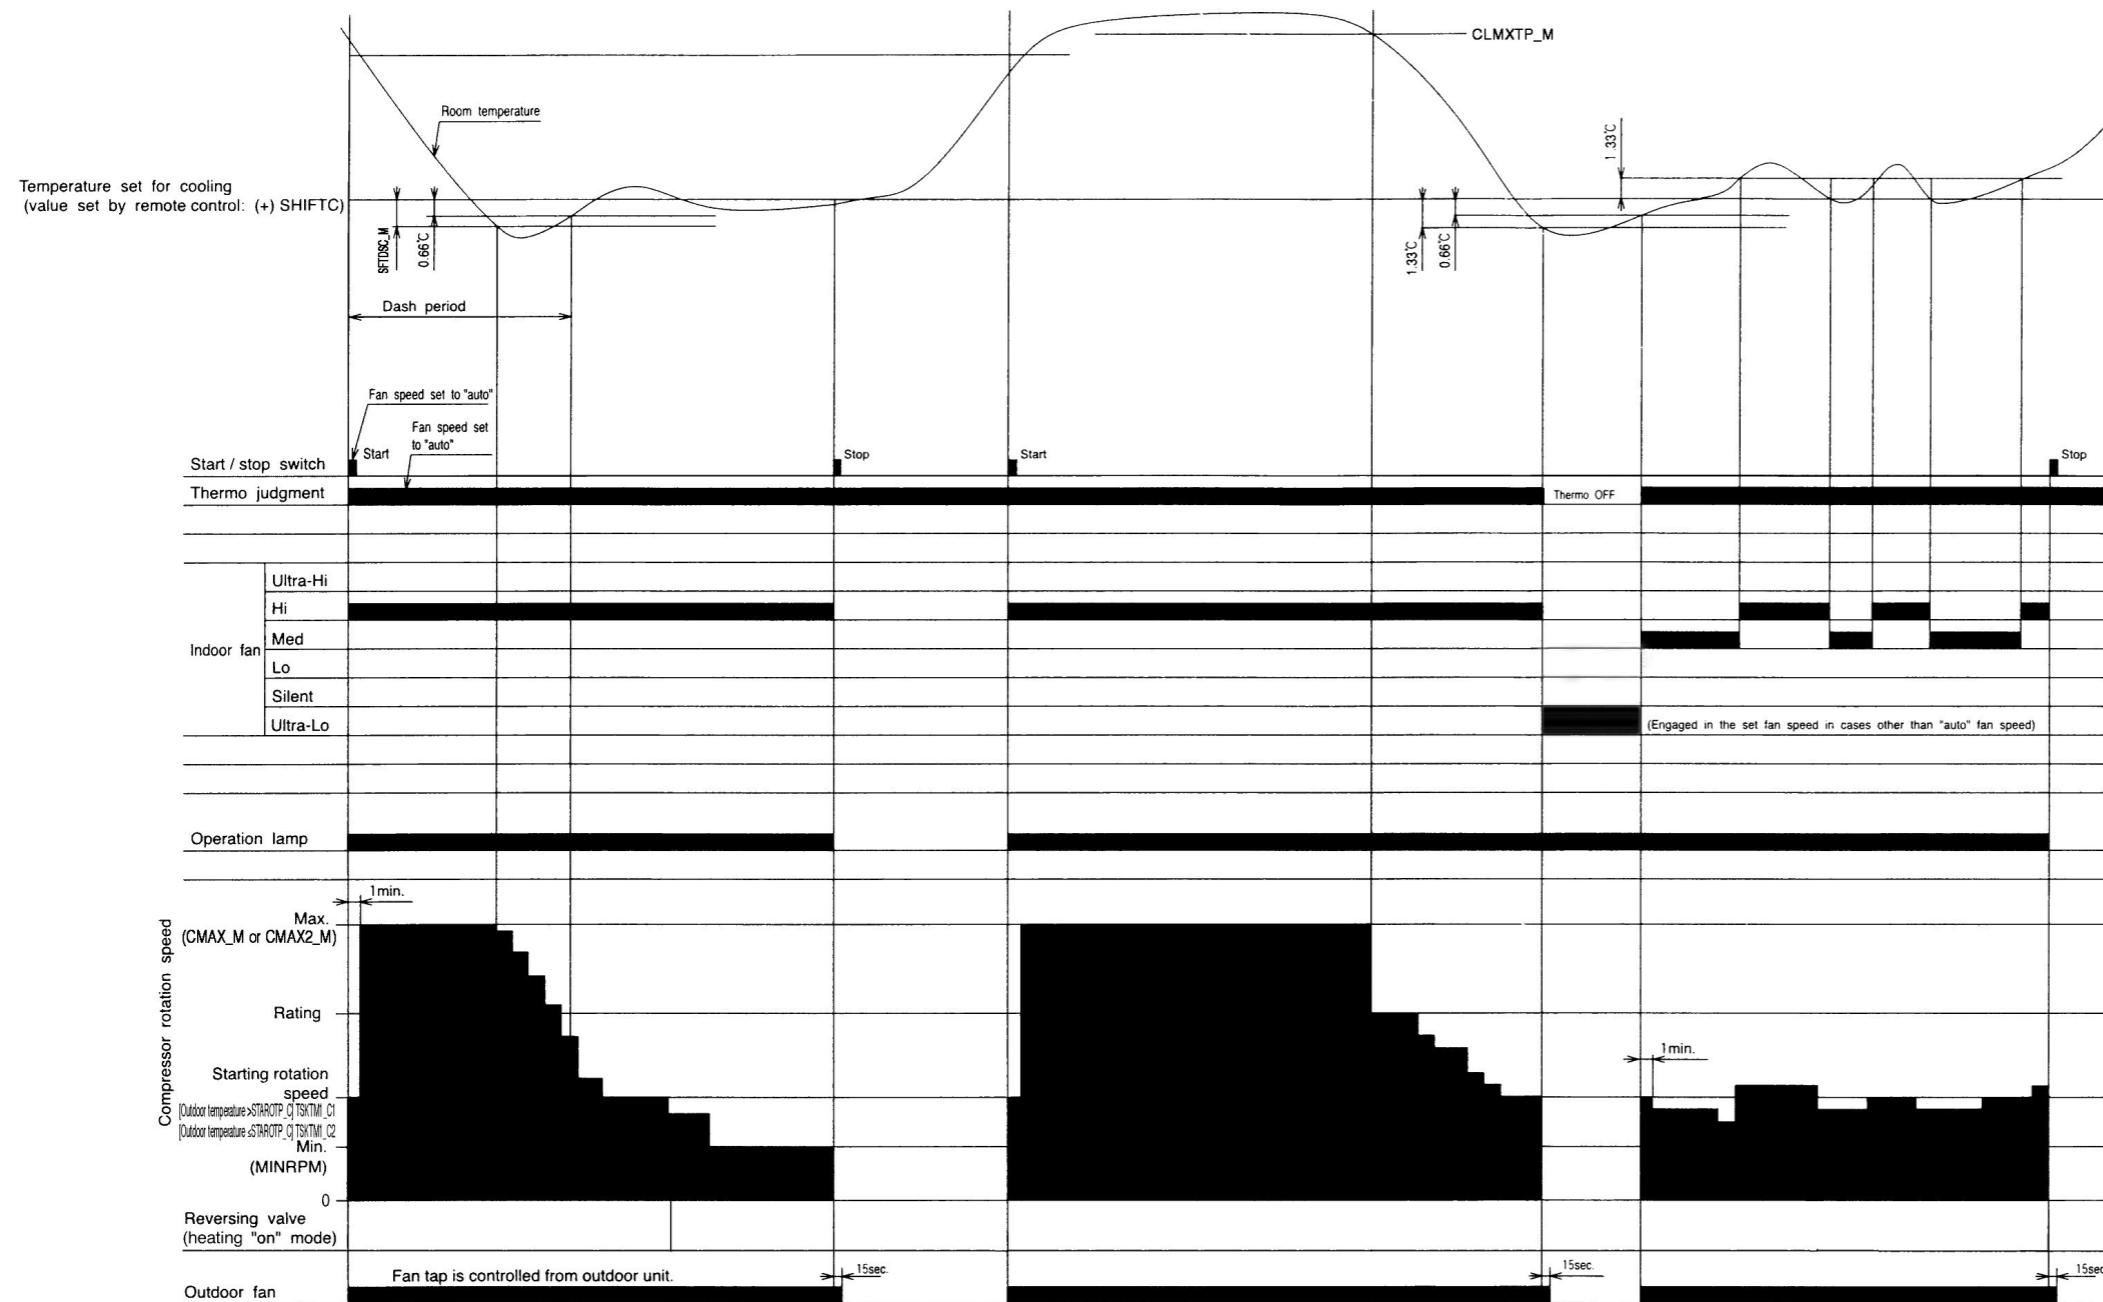 CLMXTP_M
Room temperature
1.33℃
Temperature set for cooling
(value set by remote control: (+) SHIFTC)
SFTDSC_M
0.66℃
1.33℃
0.66℃
Dash period
Fan speed set to "auto"
Fan speed set
to "auto"
Start / stop switch
Start
Stop
Start
Stop
Thermo judgment
Thermo OFF
Indoor fan
Ultra-Hi
Hi
Med
Lo
Silent
Ultra-Lo
(Engaged in the set fan speed in cases other than "auto" fan speed)
Operation lamp
1min.
Compressor rotation speed
Max.
(CMAX_M or CMAX2_M)
Rating
1min.
Starting rotation
speed
[Outdoor temperature >STAROTP_C] TSKTM1_C1
[Outdoor temperature ≤STAROTP_C] TSKTM1_C2
Min.
(MINRPM)
0
Reversing valve
(heating "on" mode)
Fan tap is controlled from outdoor unit.
15sec.
15sec.
15sec
Outdoor fan